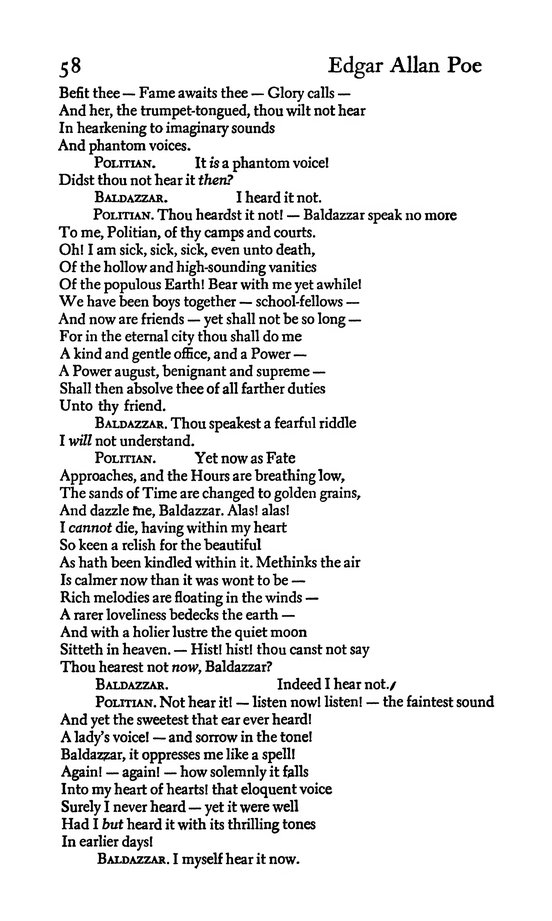 58 Edgar Allan Poe
Befit thee — Fame awaits thee — Glory calls —
And her, the trumpet-tongued, thou wilt not hear
In hearkening to imaginary sounds
And phantom voices.
POLITIAN. It is a phantom voice!
Didst thou not hear it then?
BALDAZZAR. I heard it not.
POLITIAN. Thou heardst it not! — Baldazzar speak no more
To me, Politian, of thy camps and courts.
Oh! I am sick, sick, sick, even unto death,
Of the hollow and high-sounding vanities
Of the populous Earth! Bear with me yet awhile!
We have been boys together — school-fellows —
And now are friends — yet shall not be so long —
For in the eternal city thou shall do me
A kind and gentle office, and a Power —
A Power august, benignant and supreme —
Shall then absolve thee of all farther duties
Unto thy friend.
BALDAZZAR. Thou speakest a fearful riddle
I will not understand.
POLITIAN. Yet now as Fate
Approaches, and the Hours are breathing low,
The sands of Time are changed to golden grains,
And dazzle me, Baldazzar. Alas! alas!
I cannot die, having within my heart
So keen a relish for the beautiful
As hath been kindled within it. Methinks the air
Is calmer now than it was wont to be —
Rich melodies are floating in the winds —
A rarer loveliness bedecks the earth —
And with a holier lustre the quiet moon
Sitteth in heaven. — Hist! hist! thou canst not say
Thou hearest not now, Baldazzar?
BALDAZZAR. Indeed I hear not.
POLITIAN. Not hear it! — listen now! listen! — the faintest sound
And yet the sweetest that ear ever heard!
A lady's voice! — and sorrow in the tone!
Baldazzar, it oppresses me like a spell!
Again! — again! — how solemnly it falls
Into my heart of hearts! that eloquent voice
Surely I never heard — yet it were well
Had I but heard it with its thrilling tones
In earlier days!
BALDAZZAR. I myself hear it now.